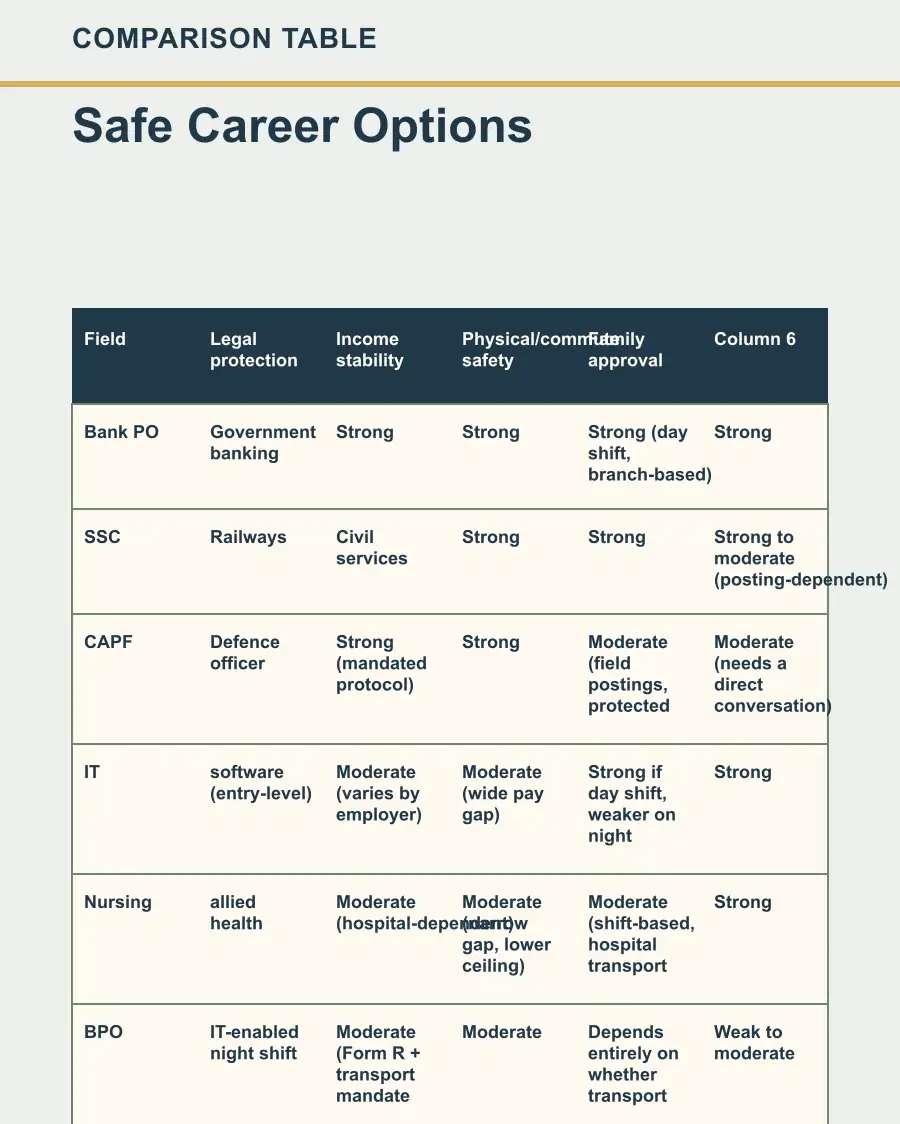 COMPARISON TABLE
Safe Career Options
Field
Legal
protection
Income
stability
Physical/commute
safety
Family
approval
Column 6
Bank PO
Government
banking
Strong
Strong
Strong (day
shift,
branch-based)
Strong
SSC
Railways
Civil
services
Strong
Strong
Strong to
moderate
(posting-dependent)
CAPF
Defence
officer
Strong
(mandated
protocol)
Strong
Moderate
(field
postings,
protected
Moderate
(needs a
direct
conversation)
IT
software
(entry-level)
Moderate
(varies by
employer)
Moderate
(wide pay
gap)
Strong if
day shift,
weaker on
night
Strong
Nursing
allied
health
Moderate
(hospital-dependent)
Moderate
(narrow
gap, lower
ceiling)
Moderate
(shift-based,
hospital
transport
Strong
BPO
IT-enabled
night shift
Moderate
(Form R +
transport
mandate
Moderate
Depends
entirely on
whether
transport
Weak to
moderate